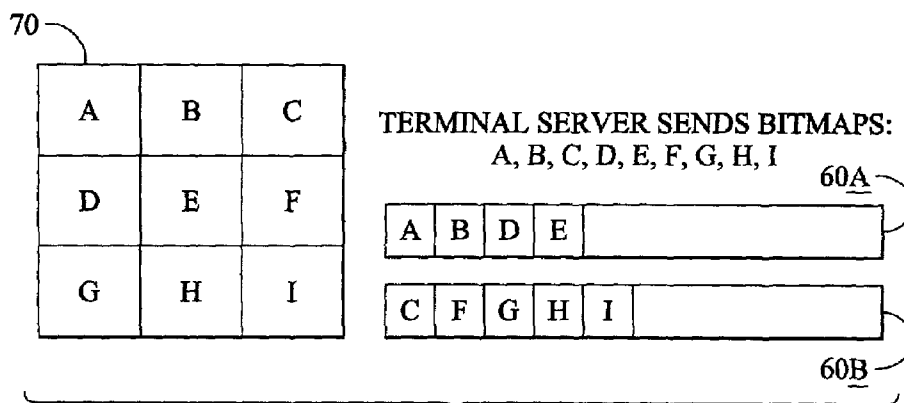 70
A B C
D E F
G H I
TERMINAL SERVER SENDS BITMAPS:
A, B, C, D, E, F, G, H, I
60A
A B D E
C F G H I
60B